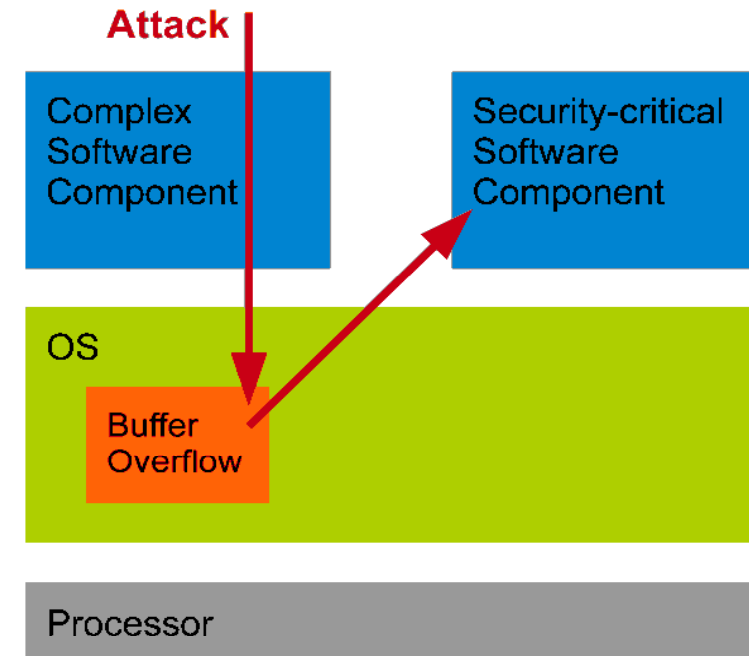 Attack
Complex
Software
Component
Security-critical
Software
Component
OS
Buffer
Overflow
Processor